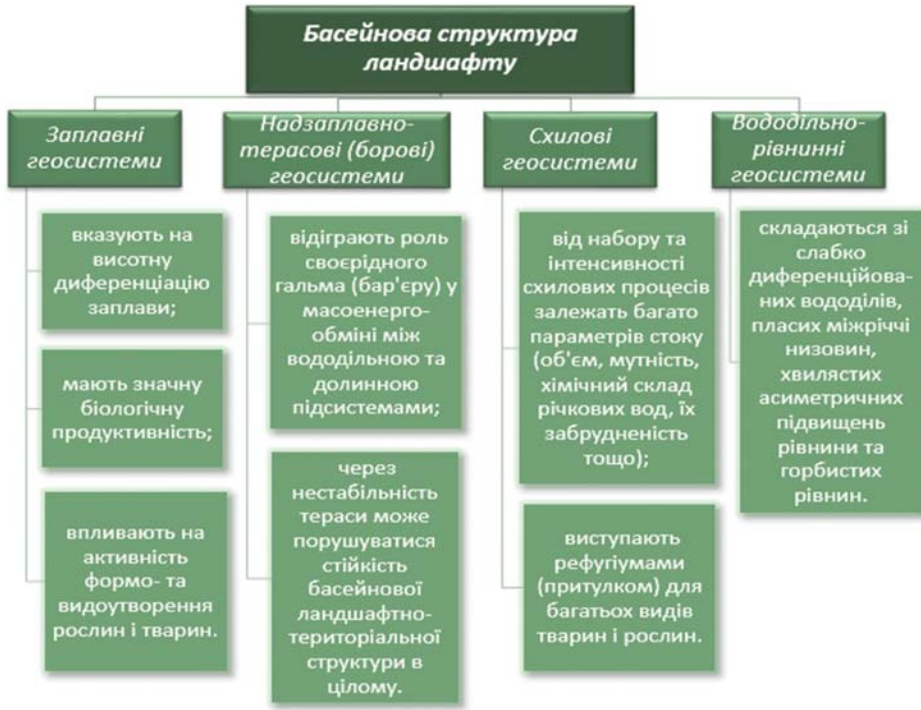 Басейнова структура
ландшафту
Заплавні
геосистеми
вказують на
висотну
диференціацію
заплави;
мають значну
біологічну
продуктивність;
впливають на
активність
формо- та
видоутворення
рослин і тварин.
Надзаплавно-
терасові (борові)
геосистеми
відіграють роль
своєрідного
гальма (бар'єру) у
масоенерго-
обміні між
вододільною та
долинною
підсистемами;
через
нестабільність
тераси може
порушуватися
стійкість
басейнової
ландшафтно-
територіальної
структури в
цілому.
Схилові
геосистеми
від набору та
інтенсивності
схилових процесів
залежать багато
параметрів стоку
(об'єм, мутність,
хімічний склад
річкових вод, їх
забрудненість
тощо);
виступають
рефугіумами
(притулком) для
багатьох видів
тварин і рослин.
Вододільно-
рівнинні
геосистеми
складаються зі
слабко
диференційова-
них вододілів,
пласих міжріччі
низовин,
хвилястих
асиметричних
підвищень
рівнини та
горбистих
рівнин.